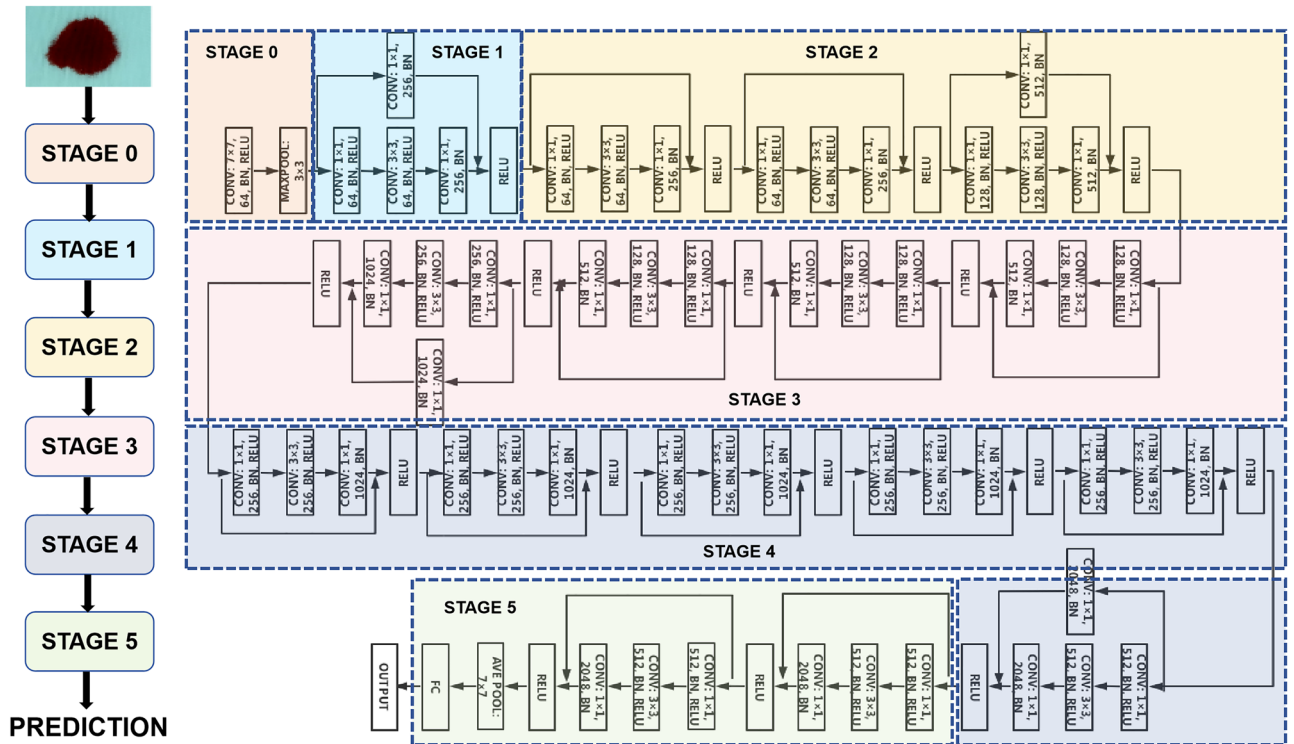 STAGE 0
STAGE 1
STAGE 2
STAGE 3
STAGE 4
STAGE 5
PREDICTION
STAGE 0
CONV: 7×7,
64, BN, RELU
MAXPOOL:
3×3
STAGE 1
CONV: 1×1,
256, BN
CONV: 1×1,
64, BN, RELU
CONV: 3×3,
64, BN, RELU
CONV: 1×1,
256, BN
RELU
STAGE 2
CONV: 1×1,
64, BN, RELU
CONV: 3×3,
64, BN, RELU
CONV: 1×1,
256, BN
RELU
CONV: 1×1,
64, BN, RELU
CONV: 3×3,
64, BN, RELU
CONV: 1×1,
256, BN
RELU
CONV: 1×1,
512, BN
CONV: 1×1,
128, BN, RELU
CONV: 3×3,
128, BN, RELU
CONV: 1×1,
512, BN
RELU
CONV: 1×1,
128, BN, RELU
CONV: 3×3,
128, BN, RELU
CONV: 1×1,
512, BN
RELU
CONV: 1×1,
128, BN, RELU
CONV: 3×3,
128, BN, RELU
CONV: 1×1,
512, BN
RELU
CONV: 1×1,
128, BN, RELU
CONV: 3×3,
128, BN, RELU
CONV: 1×1,
512, BN
RELU
CONV: 1×1,
256, BN, RELU
CONV: 3×3,
256, BN, RELU
CONV: 1×1,
1024, BN
RELU
CONV: 1×1,
1024, BN
STAGE 3
CONV: 1×1,
256, BN, RELU
CONV: 3×3,
256, BN, RELU
CONV: 1×1,
1024, BN
RELU
CONV: 1×1,
256, BN, RELU
CONV: 3×3,
256, BN, RELU
CONV: 1×1,
1024, BN
RELU
CONV: 1×1,
256, BN, RELU
CONV: 3×3,
256, BN, RELU
CONV: 1×1,
1024, BN
RELU
CONV: 1×1,
256, BN, RELU
CONV: 3×3,
256, BN, RELU
CONV: 1×1,
1024, BN
RELU
CONV: 1×1,
256, BN, RELU
CONV: 3×3,
256, BN, RELU
CONV: 1×1,
1024, BN
RELU
STAGE 4
CONV: 1×1,
2048, BN
CONV: 1×1,
512, BN, RELU
CONV: 3×3,
512, BN, RELU
CONV: 1×1,
2048, BN
RELU
STAGE 5
CONV: 1×1,
512, BN, RELU
CONV: 3×3,
512, BN, RELU
CONV: 1×1,
2048, BN
RELU
CONV: 1×1,
512, BN, RELU
CONV: 3×3,
512, BN, RELU
CONV: 1×1,
2048, BN
RELU
AVE POOL:
7×7
FC
OUTPUT